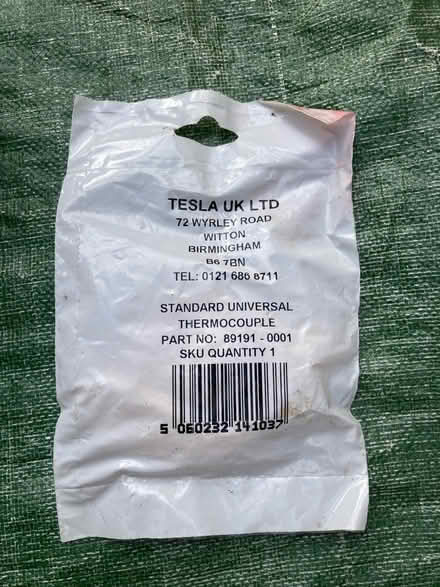 TESLA UK LTD
72 WYRLEY ROAD
WITTON
BIRMINGHAM
B6 7BN
TEL: 0121 686 8711
STANDARD UNIVERSAL
THERMOCOUPLE
PART NO: 89191 - 0001
SKU QUANTITY 1
5 060232 141037